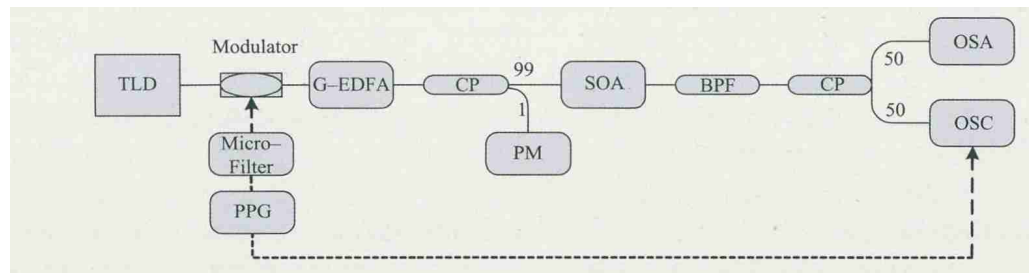 Modulator
TLD
G–EDFA
CP
99
1
SOA
BPF
CP
50
50
OSA
OSC
PM
Micro–
Filter
PPG